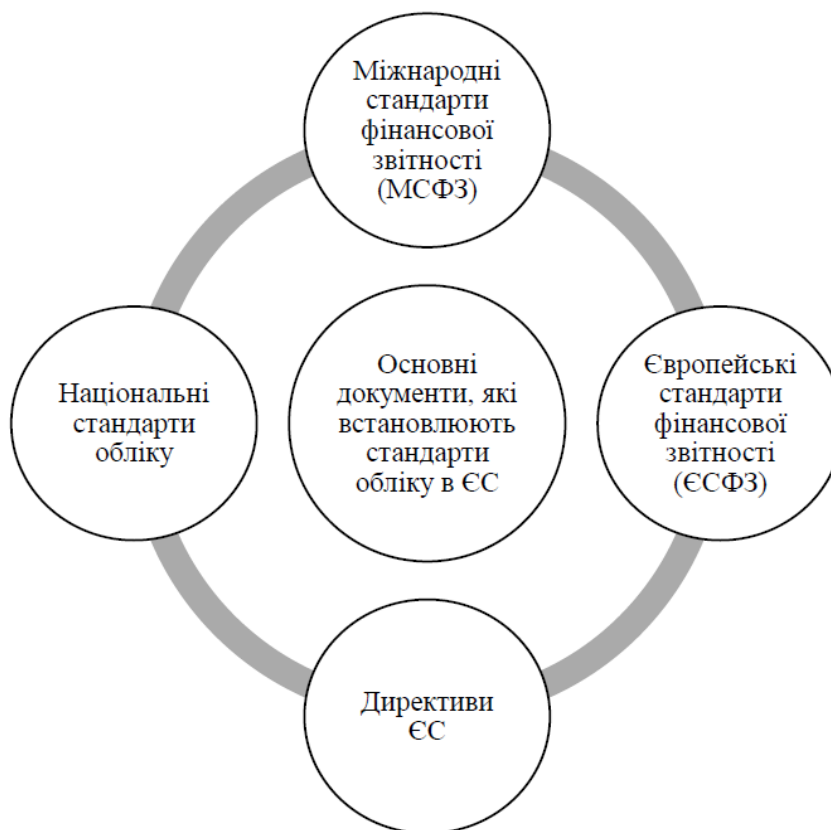 Міжнародні
стандарти
фінансової
звітності
(МСФЗ)
Національні
стандарти
обліку
Основні
документи, які
встановлюють
стандарти
обліку в ЄС
Європейські
стандарти
фінансової
звітності
(ЄСФЗ)
Директиви
ЄС